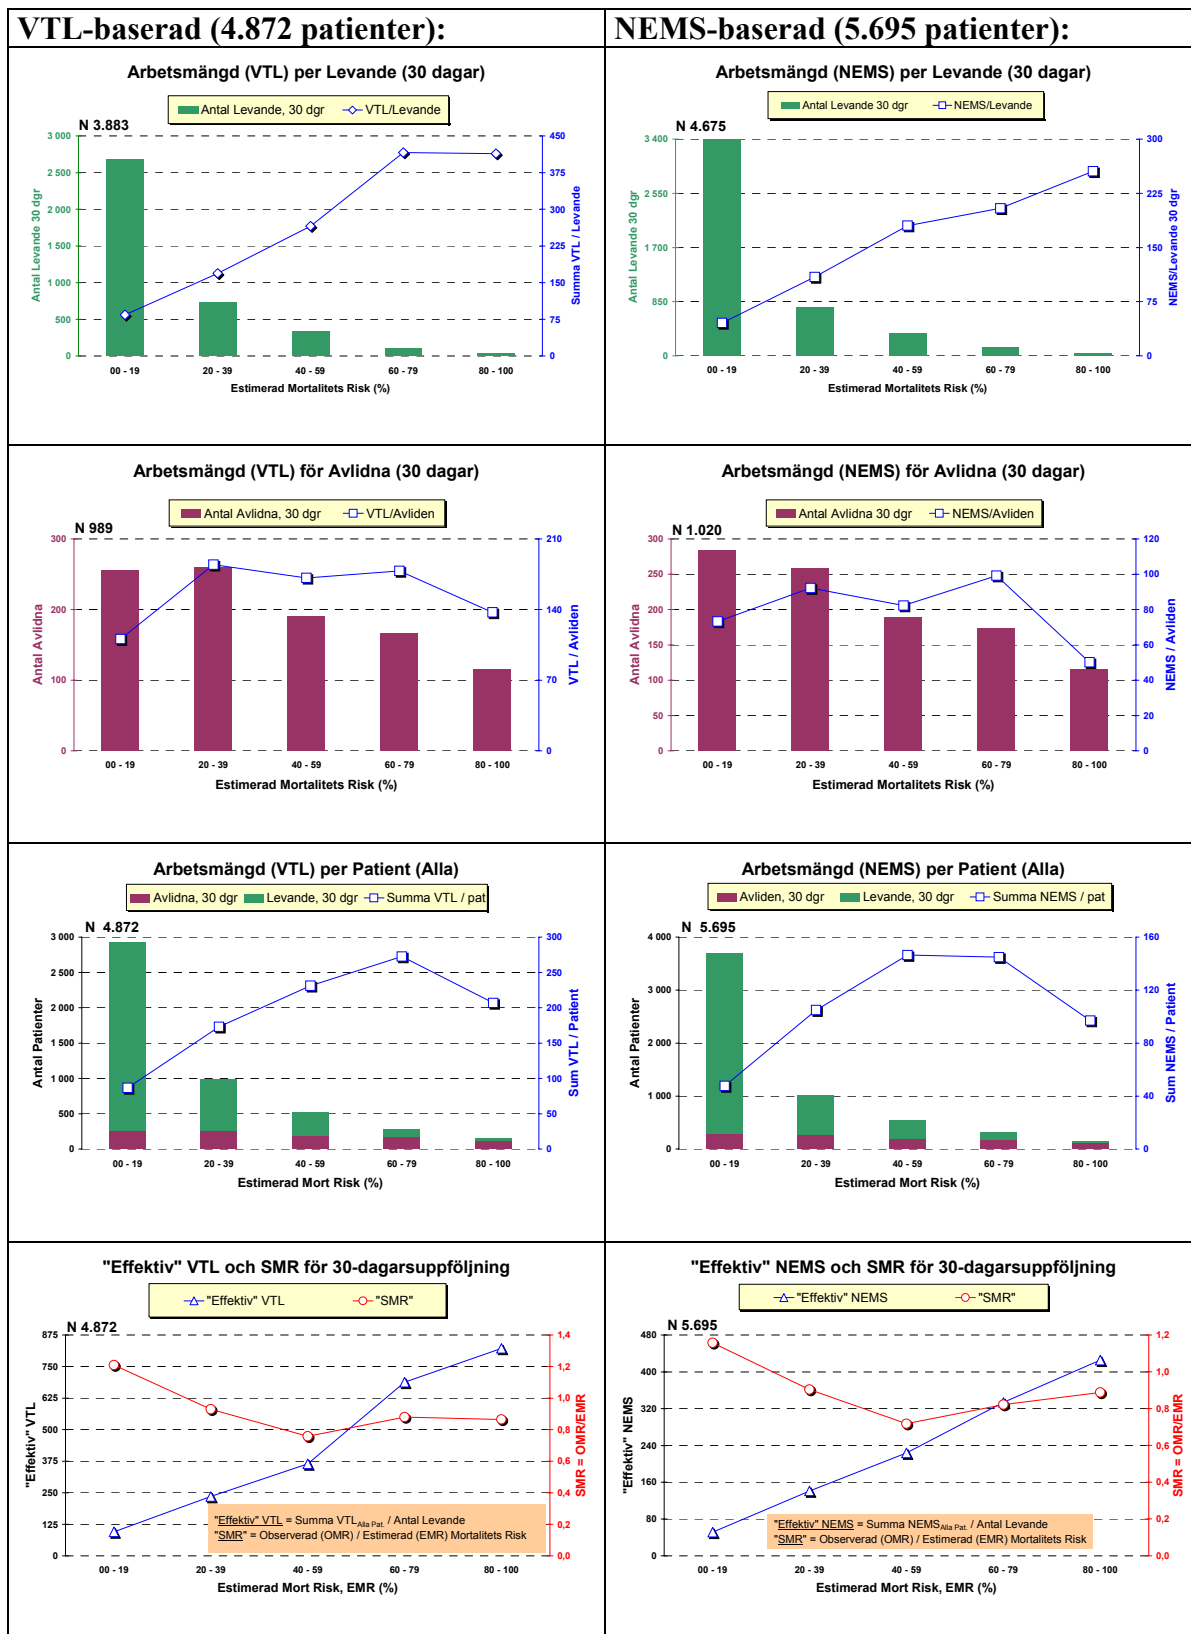 VTL-baserad (4.872 patienter):
NEMS-baserad (5.695 patienter):
Arbetsmängd (VTL) per Levande (30 dagar)
Antal Levande, 30 dgr VTL/Levande
N 3.883
3 000
2 500
2 000
1 500
1 000
500
0
Antal Levande 30 dgr
450
375
300
225
150
75
0
Summa VTL / Levande
00 - 19 20 - 39 40 - 59 60 - 79 80 - 100
Estimerad Mortalitets Risk (%)
Arbetsmängd (NEMS) per Levande (30 dagar)
Antal Levande 30 dgr NEMS/Levande
N 4.675
3 400
2 550
1 700
850
0
Antal Levande 30 dgr
300
225
150
75
0
NEMS/Levande 30 dgr
00 - 19 20 - 39 40 - 59 60 - 79 80 - 100
Estimerad Mortalitets Risk (%)
Arbetsmängd (VTL) för Avlidna (30 dagar)
Antal Avlidna, 30 dgr VTL/Avliden
N 989
300
200
100
0
Antal Avlidna
210
140
70
0
VTL / Avliden
00 - 19 20 - 39 40 - 59 60 - 79 80 - 100
Estimerad Mortalitets Risk (%)
Arbetsmängd (NEMS) för Avlidna (30 dagar)
Antal Avlidna 30 dgr NEMS/Avliden
N 1.020
300
250
200
150
100
50
0
Antal Avlidna
120
100
80
60
40
20
0
NEMS / Avliden
00 - 19 20 - 39 40 - 59 60 - 79 80 - 100
Estimerad Mortalitets Risk (%)
Arbetsmängd (VTL) per Patient (Alla)
Avlidna, 30 dgr Levande, 30 dgr Summa VTL / pat
N 4.872
3 000
2 500
2 000
1 500
1 000
500
0
Antal Patienter
300
250
200
150
100
50
0
Sum VTL / Patient
00 - 19 20 - 39 40 - 59 60 - 79 80 - 100
Estimerad Mort Risk (%)
Arbetsmängd (NEMS) per Patient (Alla)
Avliden, 30 dgr Levande, 30 dgr Summa NEMS / pat
N 5.695
4 000
3 000
2 000
1 000
0
Antal Patienter
160
120
80
40
0
Sum NEMS / Patient
00 - 19 20 - 39 40 - 59 60 - 79 80 - 100
Estimerad Mort Risk (%)
"Effektiv" VTL och SMR för 30-dagarsuppföljning
"Effektiv" VTL "SMR"
N 4.872
875
750
625
500
375
250
125
0
"Effektiv" VTL
1,4
1,2
1,0
0,8
0,6
0,4
0,2
0,0
SMR = OMR/EMR
"Effektiv" VTL = Summa VTLAlla Pat. / Antal Levande
"SMR" = Observerad (OMR) / Estimerad (EMR) Mortalitets Risk
00 - 19 20 - 39 40 - 59 60 - 79 80 - 100
Estimerad Mort Risk, EMR (%)
"Effektiv" NEMS och SMR för 30-dagarsuppföljning
"Effektiv" NEMS "SMR"
N 5.695
480
400
320
240
160
80
0
"Effektiv" NEMS
1,2
1,0
0,8
0,6
0,4
0,2
0,0
SMR = OMR/EMR
"Effektiv" NEMS = Summa NEMSAlla Pat. / Antal Levande
"SMR" = Observerad (OMR) / Estimerad (EMR) Mortalitets Risk
00 - 19 20 - 39 40 - 59 60 - 79 80 - 100
Estimerad Mort Risk, EMR (%)